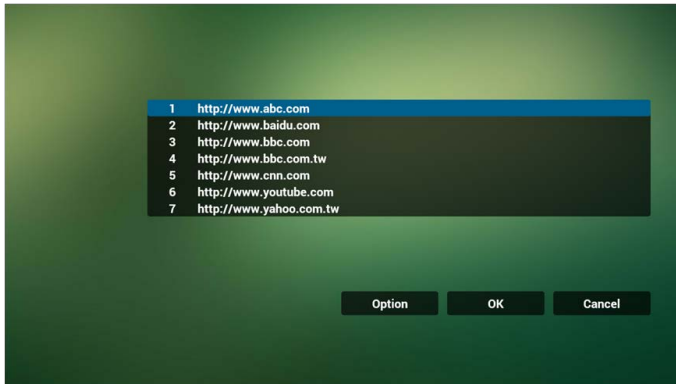 1 http://www.abc.com
2 http://www.baidu.com
3 http://www.bbc.com
4 http://www.bbc.com.tw
5 http://www.cnn.com
6 http://www.youtube.com
7 http://www.yahoo.com.tw
Option OK Cancel